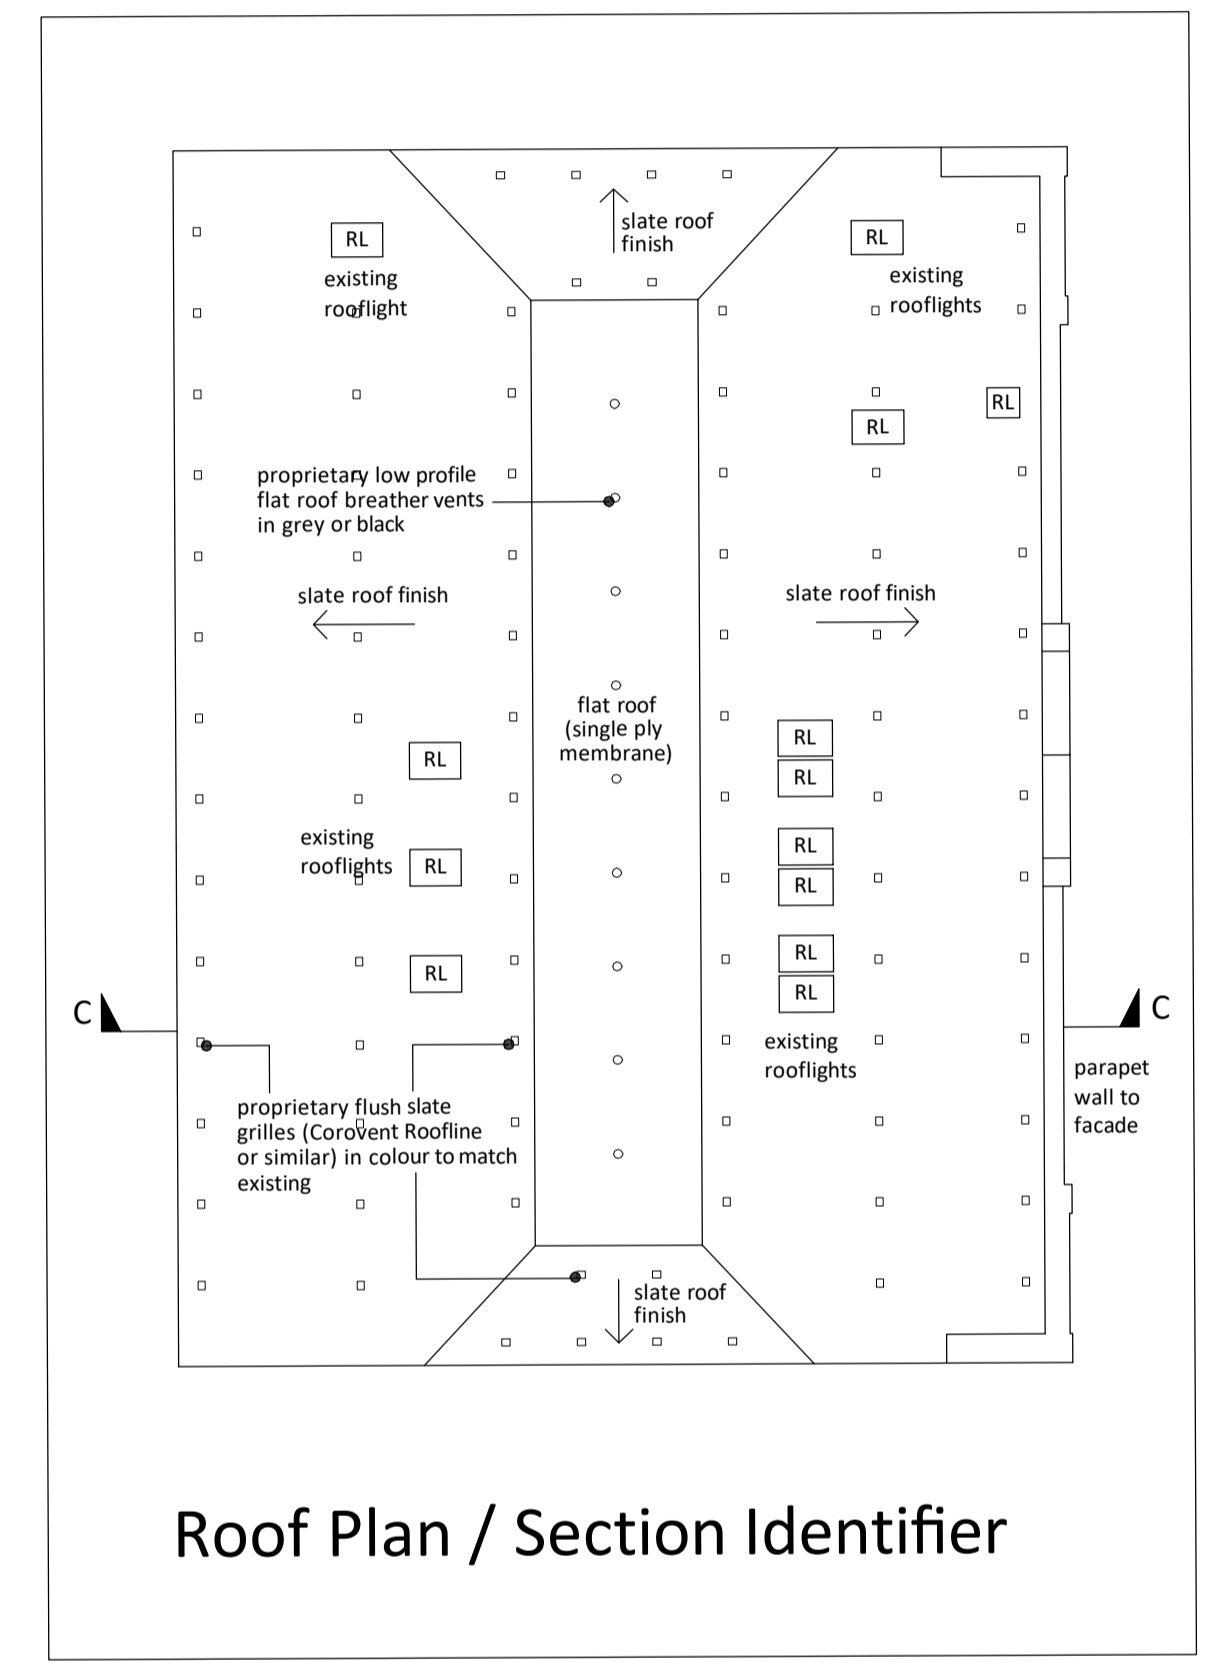 slate roof
finish
RL
existing
rooflight
RL
existing
rooflights
RL
RL
proprietary low profile
flat roof breather vents
in grey or black
slate roof finish
slate roof finish
flat roof
(single ply
membrane)
RL
RL
RL
existing
rooflights
RL
RL
RL
RL
RL
RL
C
C
existing
rooflights
parapet
wall to
facade
proprietary flush slate
grilles (Corovent Roofline
or similar) in colour to match
existing
slate roof
finish
Roof Plan / Section Identifier